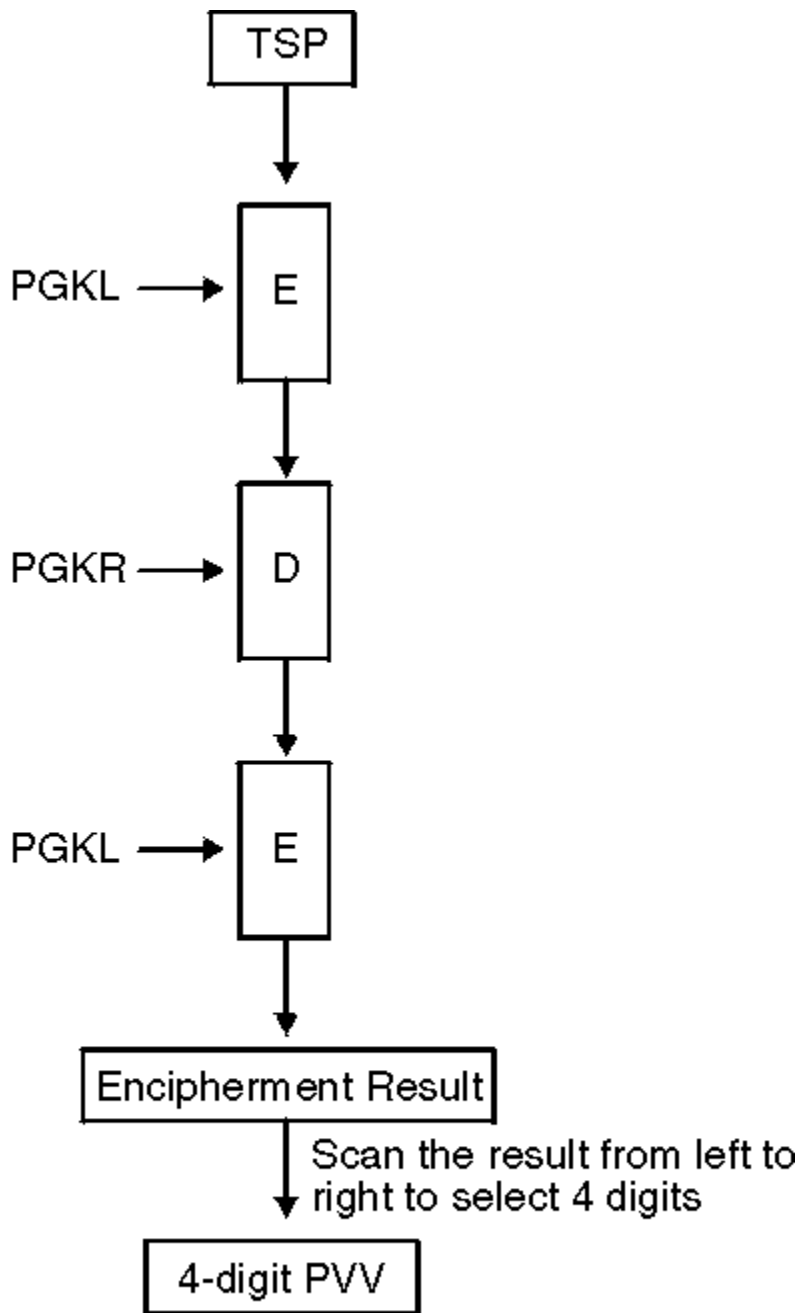 TSP
PGKL
E
PGKR
D
PGKL
E
Encipherment Result
Scan the result from left to
right to select 4 digits
4-digit PVV